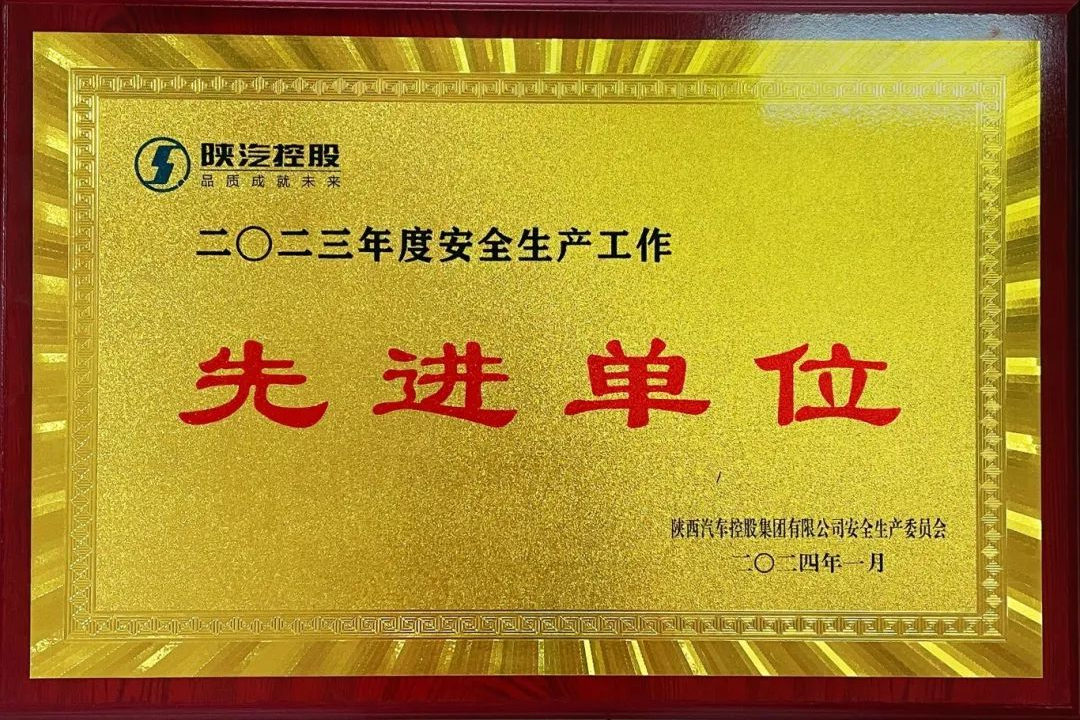 陕汽控股
品质成就未来
二〇二三年度安全生产工作
先进单位
陕西汽车控股集团有限公司安全生产委员会
二〇二四年一月